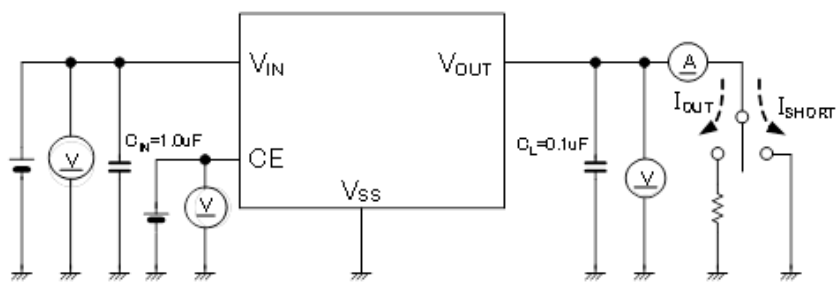 VIN
VOUT
A
IOUT
ISHORT
CIN=1.0uF
V
CE
CL=0.1uF
V
V
VSS